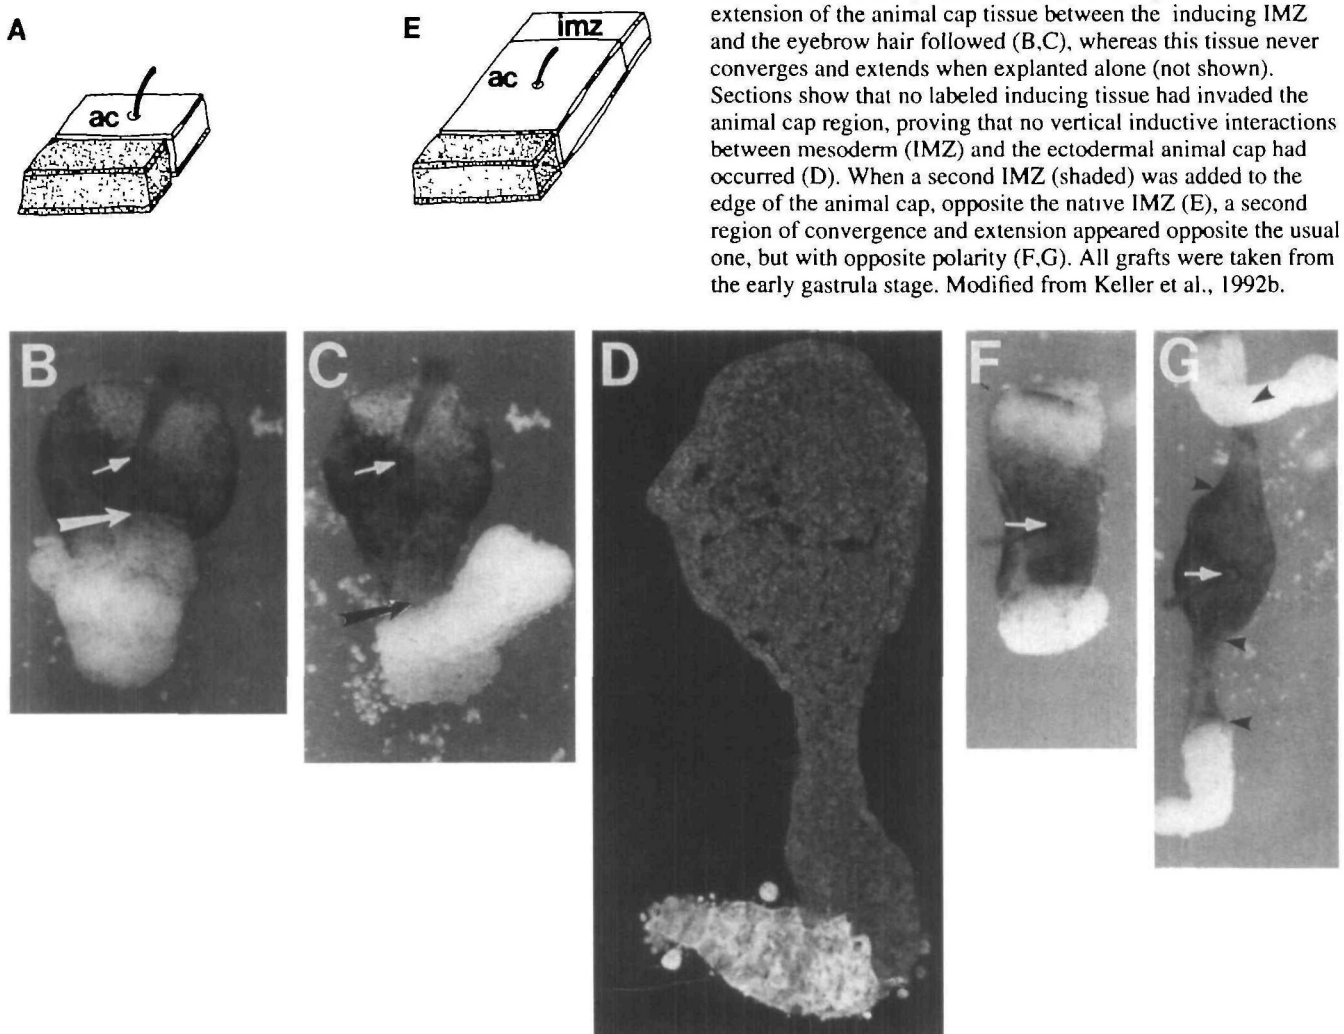 A
ac
E
imz
ac
extension of the animal cap tissue between the inducing IMZ
and the eyebrow hair followed (B,C), whereas this tissue never
converges and extends when explanted alone (not shown).
Sections show that no labeled inducing tissue had invaded the
animal cap region, proving that no vertical inductive interactions
between mesoderm (IMZ) and the ectodermal animal cap had
occurred (D). When a second IMZ (shaded) was added to the
edge of the animal cap, opposite the native IMZ (E), a second
region of convergence and extension appeared opposite the usual
one, but with opposite polarity (F,G). All grafts were taken from
the early gastrula stage. Modified from Keller et al., 1992b.
B
C
D
F
G